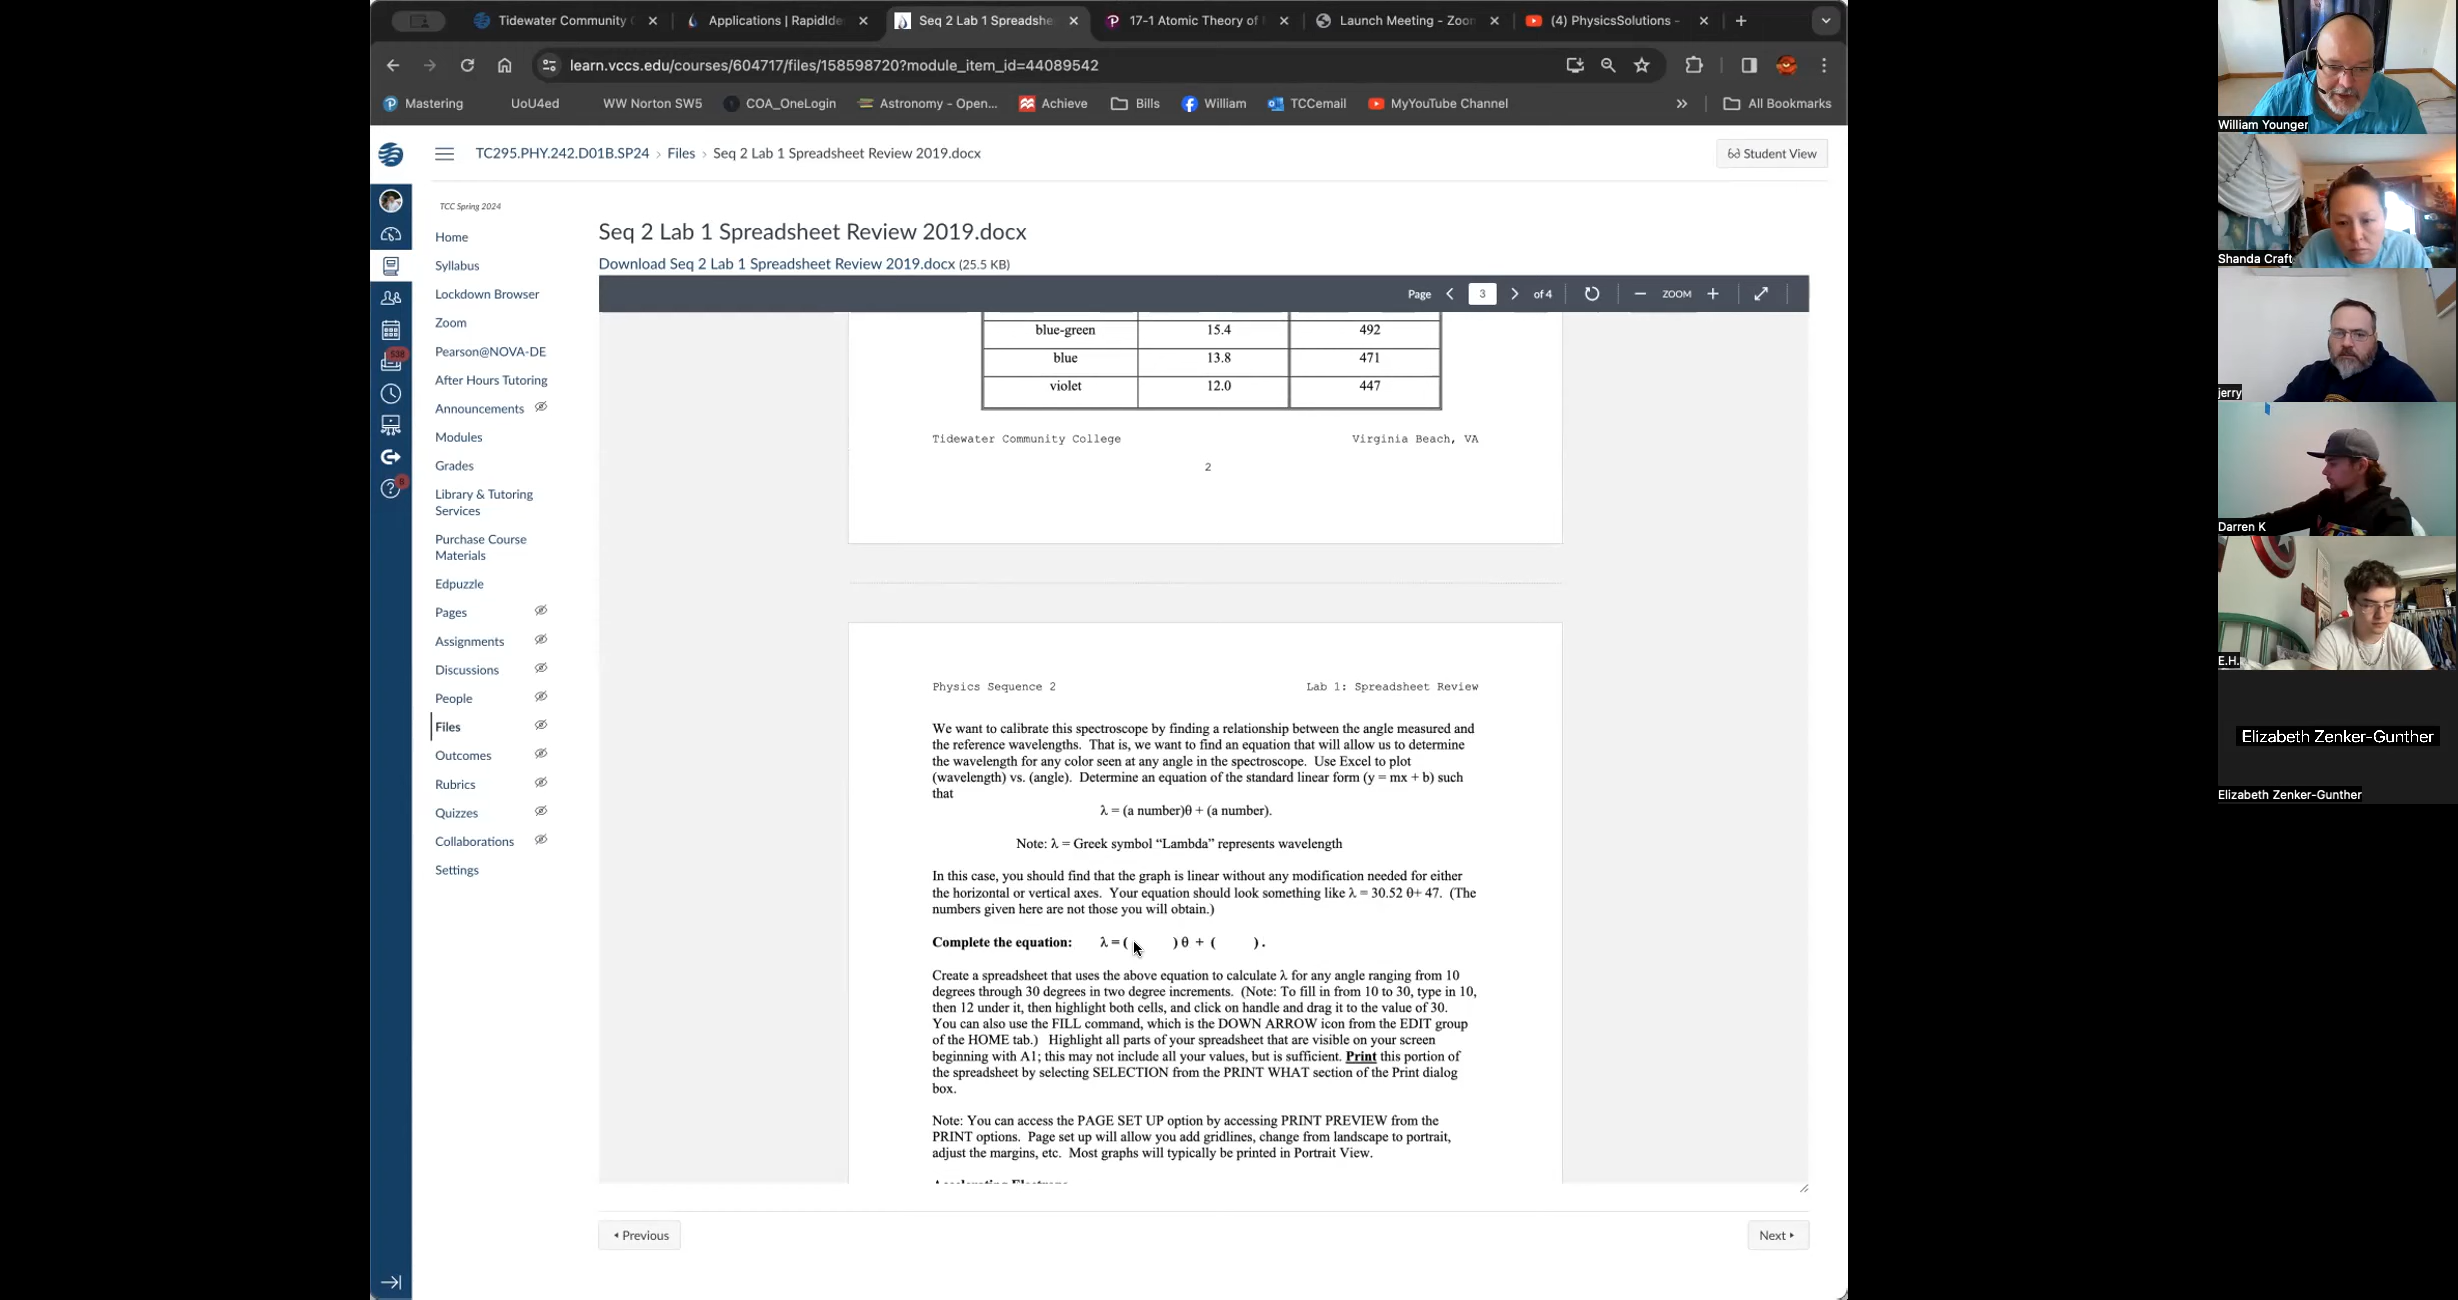 Tidewater Community
Applications | RapidIde
Seq 2 Lab 1 Spreadshe
17-1 Atomic Theory of
Launch Meeting - Zoo
(4) PhysicsSolutions -
learn.vccs.edu/courses/604717/files/158598720?module_item_id=44089542
Mastering
UoU4ed
WW Norton SW5
COA_OneLogin
Astronomy - Open...
Achieve
Bills
William
TCCemail
MyYouTube Channel
»
All Bookmarks
TC295.PHY.242.D01B.SP24 › Files › Seq 2 Lab 1 Spreadsheet Review 2019.docx
Student View
TCC Spring 2024
Home
Syllabus
Lockdown Browser
Zoom
Pearson@NOVA-DE
After Hours Tutoring
Announcements
Modules
Grades
Library & Tutoring
Services
Purchase Course
Materials
Edpuzzle
Pages
Assignments
Discussions
People
Files
Outcomes
Rubrics
Quizzes
Collaborations
Settings
538
Seq 2 Lab 1 Spreadsheet Review 2019.docx
Download Seq 2 Lab 1 Spreadsheet Review 2019.docx (25.5 KB)
Page 3 of 4 ZOOM
blue-green 15.4 492
blue 13.8 471
violet 12.0 447
Tidewater Community College Virginia Beach, VA
2
Physics Sequence 2 Lab 1: Spreadsheet Review
We want to calibrate this spectroscope by finding a relationship between the angle measured and
the reference wavelengths. That is, we want to find an equation that will allow us to determine
the wavelength for any color seen at any angle in the spectroscope. Use Excel to plot
(wavelength) vs. (angle). Determine an equation of the standard linear form (y = mx + b) such
that
λ = (a number)θ + (a number).
Note: λ = Greek symbol “Lambda” represents wavelength
In this case, you should find that the graph is linear without any modification needed for either
the horizontal or vertical axes. Your equation should look something like λ = 30.52 θ+ 47. (The
numbers given here are not those you will obtain.)
Complete the equation: λ = ( ) θ + ( ) .
Create a spreadsheet that uses the above equation to calculate λ for any angle ranging from 10
degrees through 30 degrees in two degree increments. (Note: To fill in from 10 to 30, type in 10,
then 12 under it, then highlight both cells, and click on handle and drag it to the value of 30.
You can also use the FILL command, which is the DOWN ARROW icon from the EDIT group
of the HOME tab.) Highlight all parts of your spreadsheet that are visible on your screen
beginning with A1; this may not include all your values, but is sufficient. Print this portion of
the spreadsheet by selecting SELECTION from the PRINT WHAT section of the Print dialog
box.
Note: You can access the PAGE SET UP option by accessing PRINT PREVIEW from the
PRINT options. Page set up will allow you add gridlines, change from landscape to portrait,
adjust the margins, etc. Most graphs will typically be printed in Portrait View.
Accelerating Electrons
Previous
Next
William Younger
Shanda Craft
jerry
Darren K
E.H.
Elizabeth Zenker-Gunther
Elizabeth Zenker-Gunther